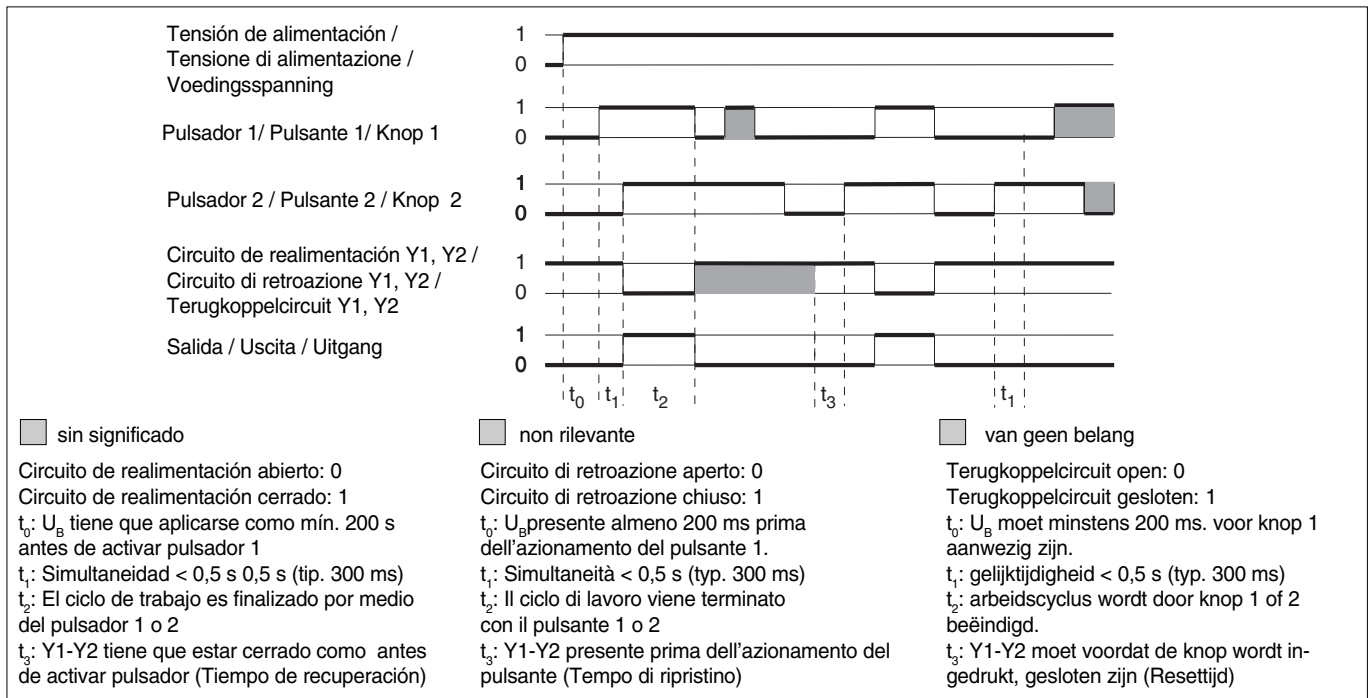 Tensión de alimentación /
Tensione di alimentazione /
Voedingsspanning
1
0
Pulsador 1/ Pulsante 1/ Knop 1
1
0
Pulsador 2 / Pulsante 2 / Knop 2
1
0
Circuito de realimentación Y1, Y2 /
Circuito di retroazione Y1, Y2 /
Terugkoppelcircuit Y1, Y2
1
0
Salida / Uscita / Uitgang
1
0
t0 t1 t2 t3 t1
sin significado
Circuito de realimentación abierto: 0
Circuito de realimentación cerrado: 1
t0: UB tiene que aplicarse como mín. 200 s
antes de activar pulsador 1
t1: Simultaneidad < 0,5 s 0,5 s (tip. 300 ms)
t2: El ciclo de trabajo es finalizado por medio
del pulsador 1 o 2
t3: Y1-Y2 tiene que estar cerrado como antes
de activar pulsador (Tiempo de recuperación)
non rilevante
Circuito di retroazione aperto: 0
Circuito di retroazione chiuso: 1
t0: UBpresente almeno 200 ms prima
dell'azionamento del pulsante 1.
t1: Simultaneità < 0,5 s (typ. 300 ms)
t2: Il ciclo di lavoro viene terminato
con il pulsante 1 o 2
t3: Y1-Y2 presente prima dell'azionamento del
pulsante (Tempo di ripristino)
van geen belang
Terugkoppelcircuit open: 0
Terugkoppelcircuit gesloten: 1
t0: UB moet minstens 200 ms. voor knop 1
aanwezig zijn.
t1: gelijktijdigheid < 0,5 s (typ. 300 ms)
t2: arbeidscyclus wordt door knop 1 of 2
beëindigd.
t3: Y1-Y2 moet voordat de knop wordt in-
gedrukt, gesloten zijn (Resettijd)